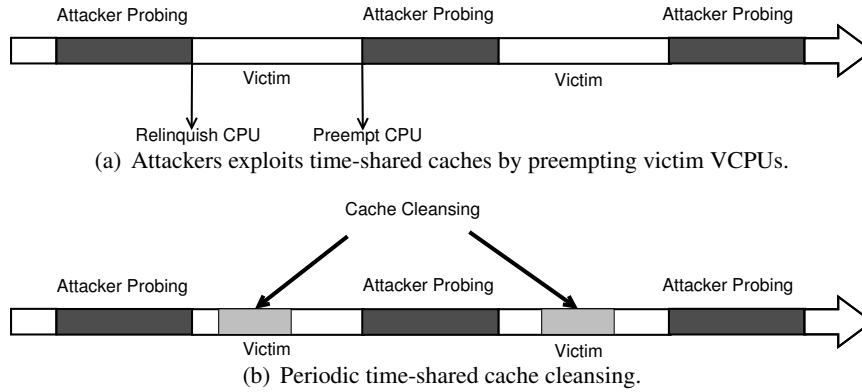 Attacker Probing Attacker Probing Attacker Probing
Victim Victim
Relinquish CPU Preempt CPU
(a) Attackers exploits time-shared caches by preempting victim VCPUs.
Cache Cleansing
Attacker Probing Attacker Probing Attacker Probing
Victim Victim
(b) Periodic time-shared cache cleansing.